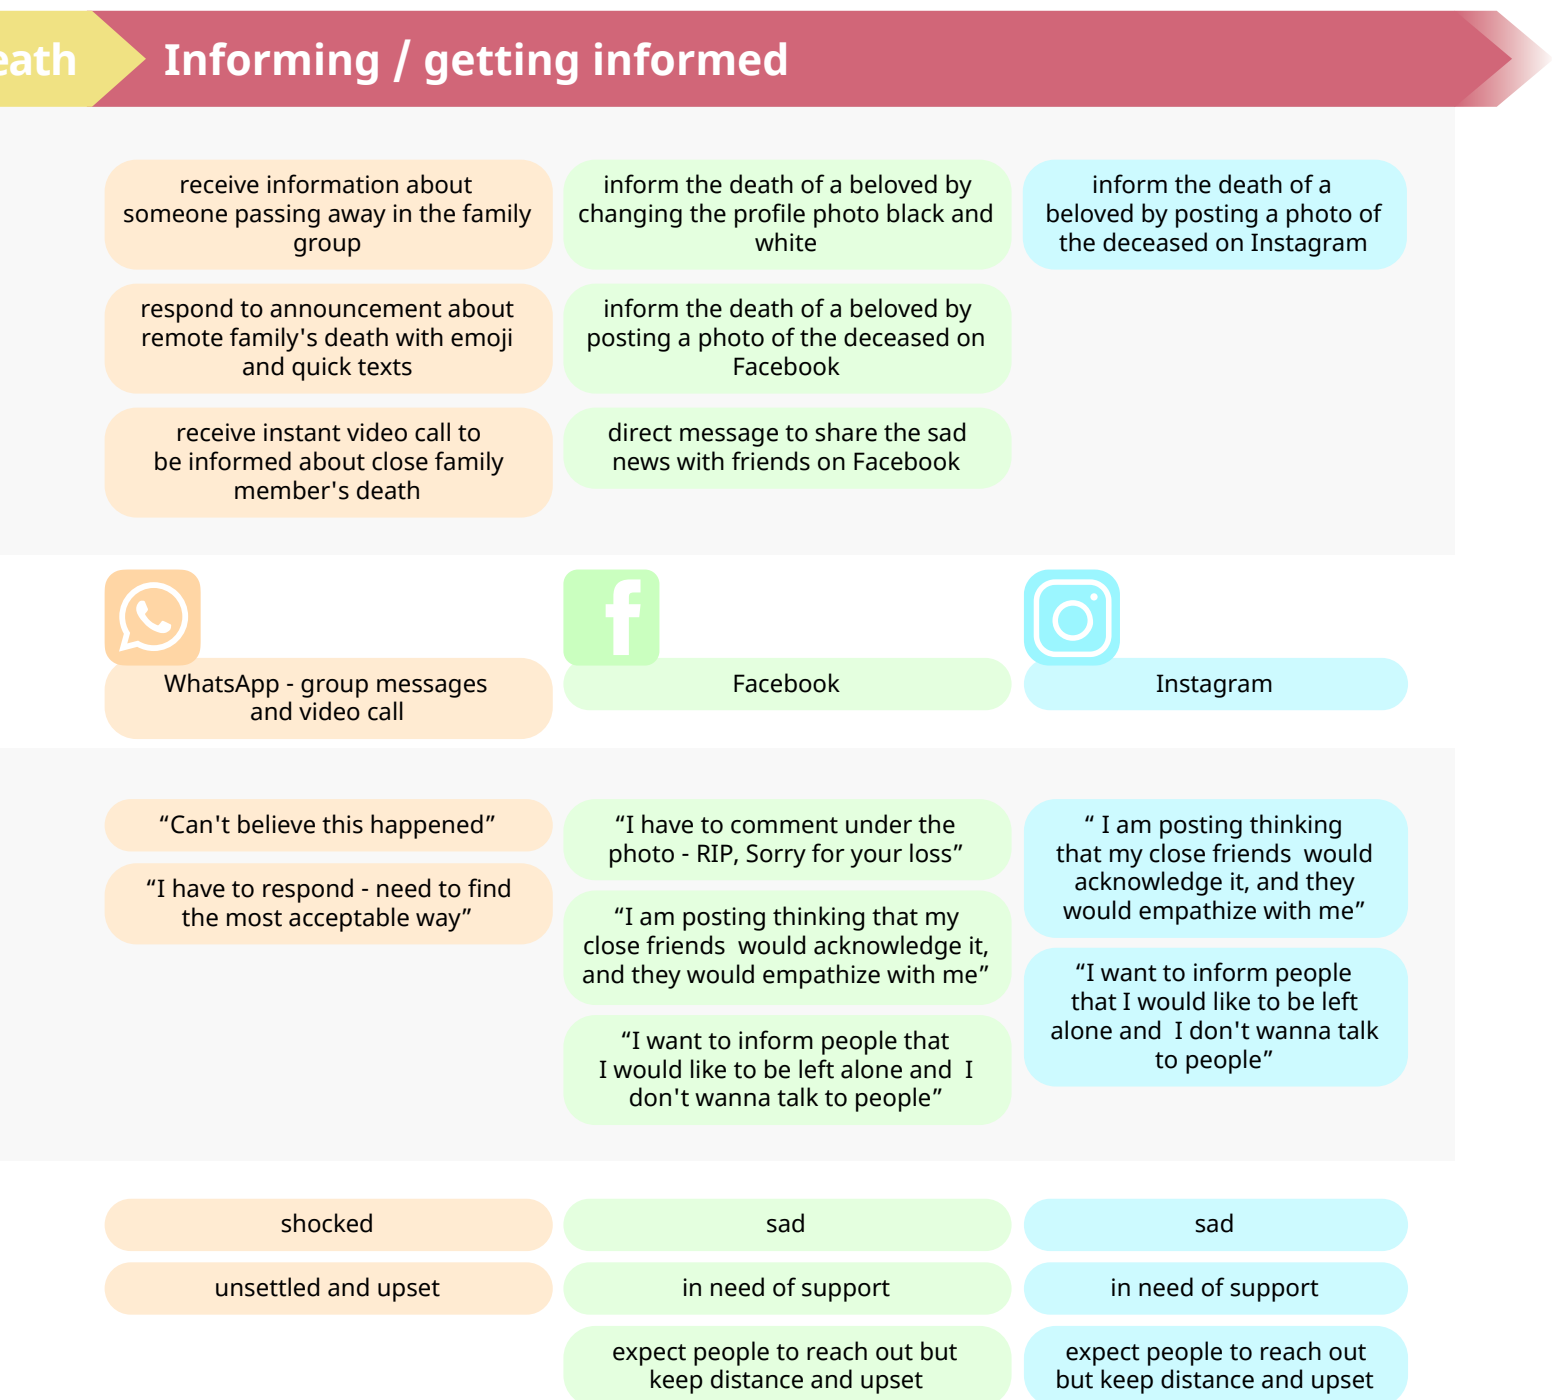 eath
Informing / getting informed
receive information about
someone passing away in the family
group
inform the death of a beloved by
changing the profile photo black and
white
inform the death of a
beloved by posting a photo of
the deceased on Instagram
respond to announcement about
remote family's death with emoji
and quick texts
inform the death of a beloved by
posting a photo of the deceased on
Facebook
receive instant video call to
be informed about close family
member's death
direct message to share the sad
news with friends on Facebook
WhatsApp - group messages
and video call
Facebook
Instagram
“Can't believe this happened”
“I have to respond - need to find
the most acceptable way”
“I have to comment under the
photo - RIP, Sorry for your loss”
“I am posting thinking that my
close friends  would acknowledge it,
and they would empathize with me”
“I want to inform people that
I would like to be left alone and  I
don't wanna talk to people”
“ I am posting thinking
that my close friends  would
acknowledge it, and they
would empathize with me”
“I want to inform people
that I would like to be left
alone and  I don't wanna talk
to people”
shocked
sad
sad
unsettled and upset
in need of support
in need of support
expect people to reach out but
keep distance and upset
expect people to reach out
but keep distance and upset